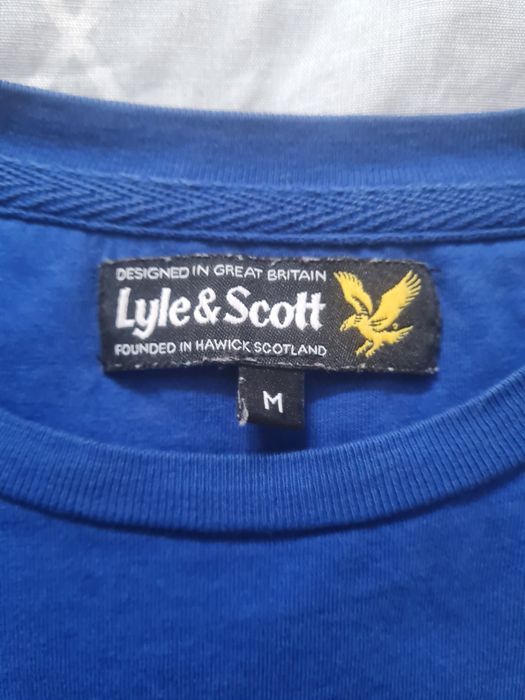 DESIGNED IN GREAT BRITAIN
Lyle & Scott
FOUNDED IN HAWICK SCOTLAND
M